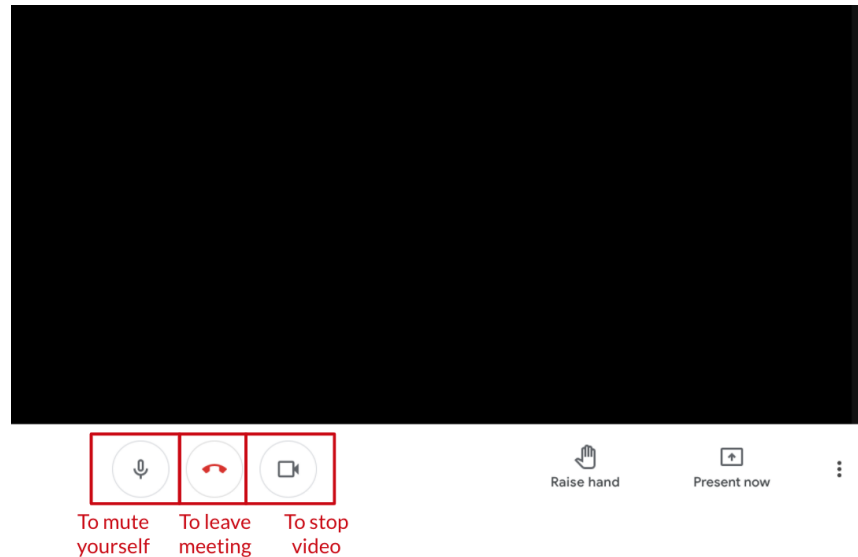 Raise hand
Present now
To mute
yourself
To leave
meeting
To stop
video